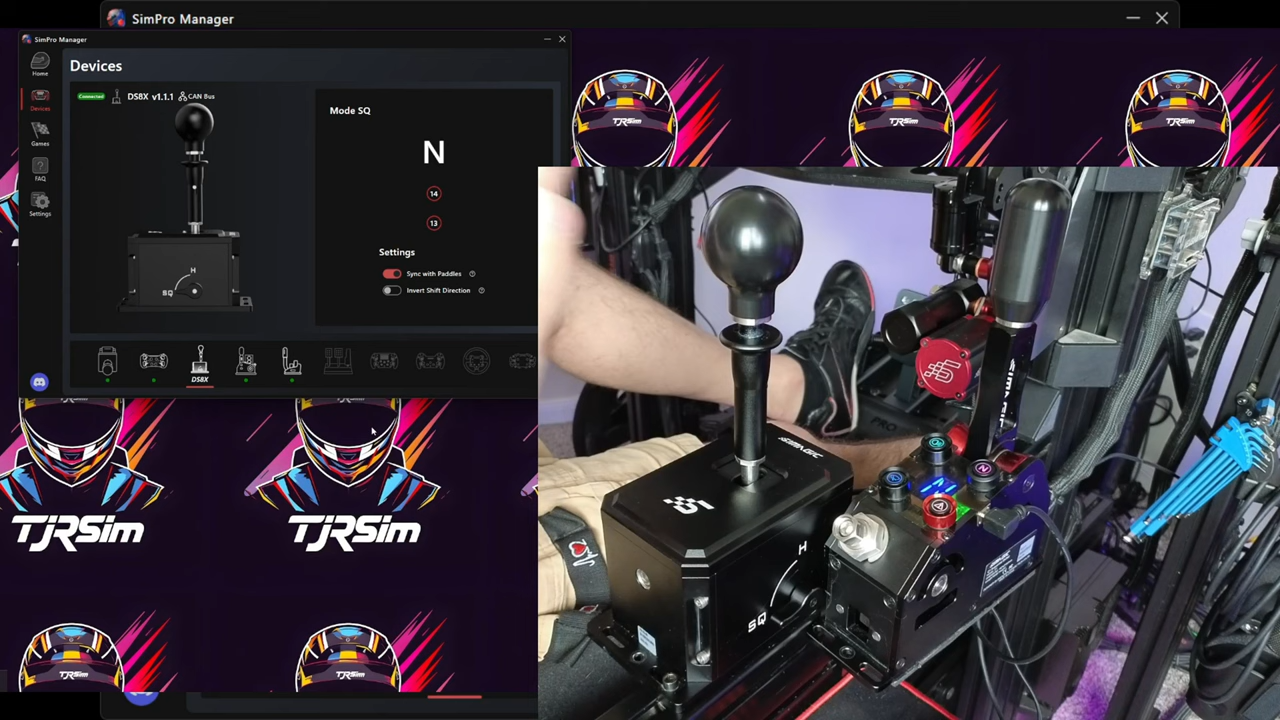 SimPro Manager
SimPro Manager
Home
Devices
Games
FAQ
Settings
Devices
Connected
DS8X v1.1.1
CAN Bus
H
SQ
Mode SQ
N
14
13
Settings
Sync with Paddles
Invert Shift Direction
DS8X
TJRSim
TJRSim
TJRSim
TJRSim
TJRSim
TJRSim
TJRSim
SIMAGIC
SIMAGIC
H
SQ
N
PRO